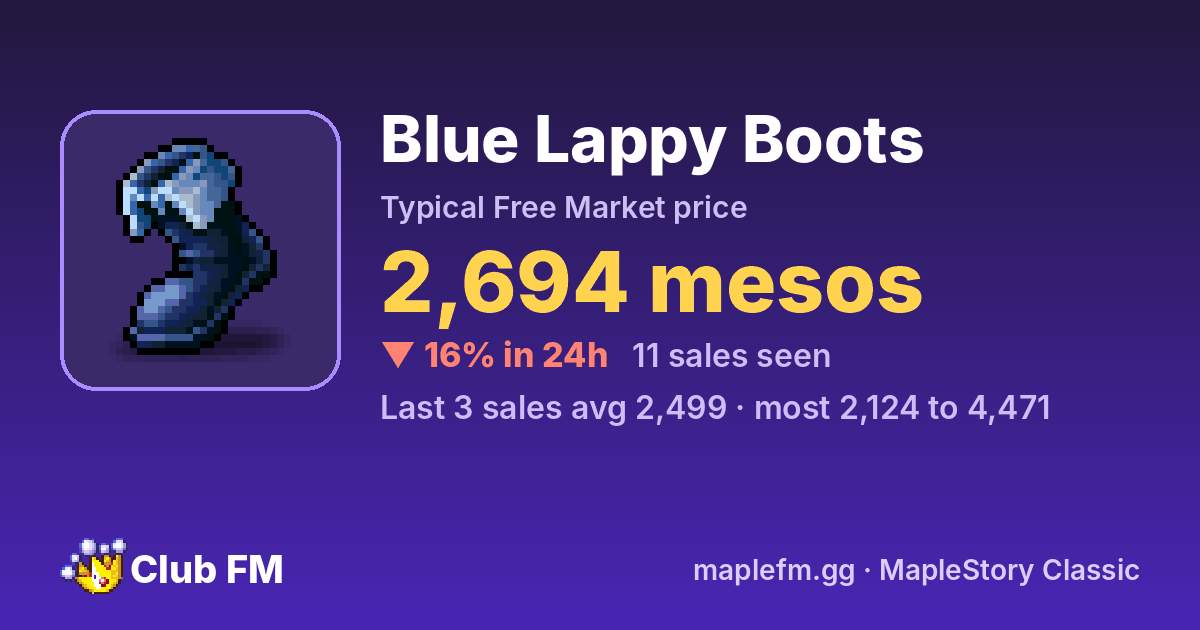 Blue Lappy Boots
Typical Free Market price
2,694 mesos
▼ 16% in 24h 11 sales seen
Last 3 sales avg 2,499 · most 2,124 to 4,471
Club FM
maplefm.gg · MapleStory Classic